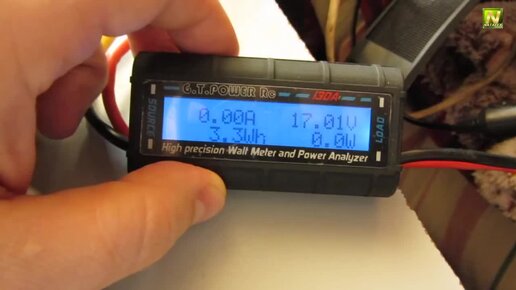 G.T.POWER RC 130A
SOURCE
0.00A 17.01V
3.3Wh 0.0W
LOAD
High precision Watt Meter and Power Analyzer